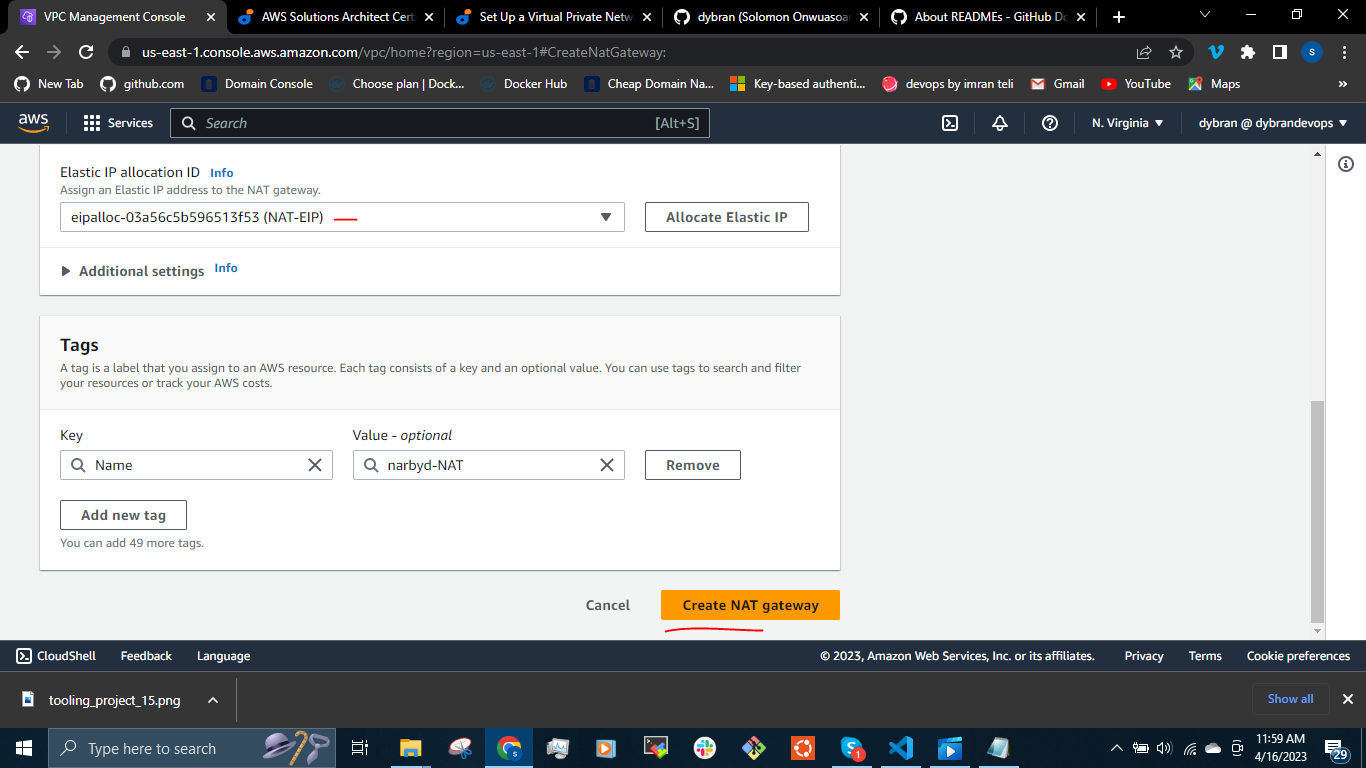 VPC Management Console
AWS Solutions Architect Cert
Set Up a Virtual Private Netw
dybran (Solomon Onwuasoa
About READMEs - GitHub Do
us-east-1.console.aws.amazon.com/vpc/home?region=us-east-1#CreateNatGateway:
S
New Tab
github.com
Domain Console
Choose plan | Dock...
Docker Hub
Cheap Domain Na...
Key-based authenti...
devops by imran teli
Gmail
YouTube
Maps
»
aws
Services
Search
[Alt+S]
N. Virginia
dybran @ dybrandevops
Elastic IP allocation ID Info
Assign an Elastic IP address to the NAT gateway.
eipalloc-03a56c5b596513f53 (NAT-EIP)
Allocate Elastic IP
Additional settings Info
Tags
A tag is a label that you assign to an AWS resource. Each tag consists of a key and an optional value. You can use tags to search and filter
your resources or track your AWS costs.
Key
Value - optional
Name
narbyd-NAT
Remove
Add new tag
You can add 49 more tags.
Cancel
Create NAT gateway
CloudShell
Feedback
Language
© 2023, Amazon Web Services, Inc. or its affiliates.
Privacy
Terms
Cookie preferences
tooling_project_15.png
Show all
Type here to search
S
1
11:59 AM
4/16/2023
29